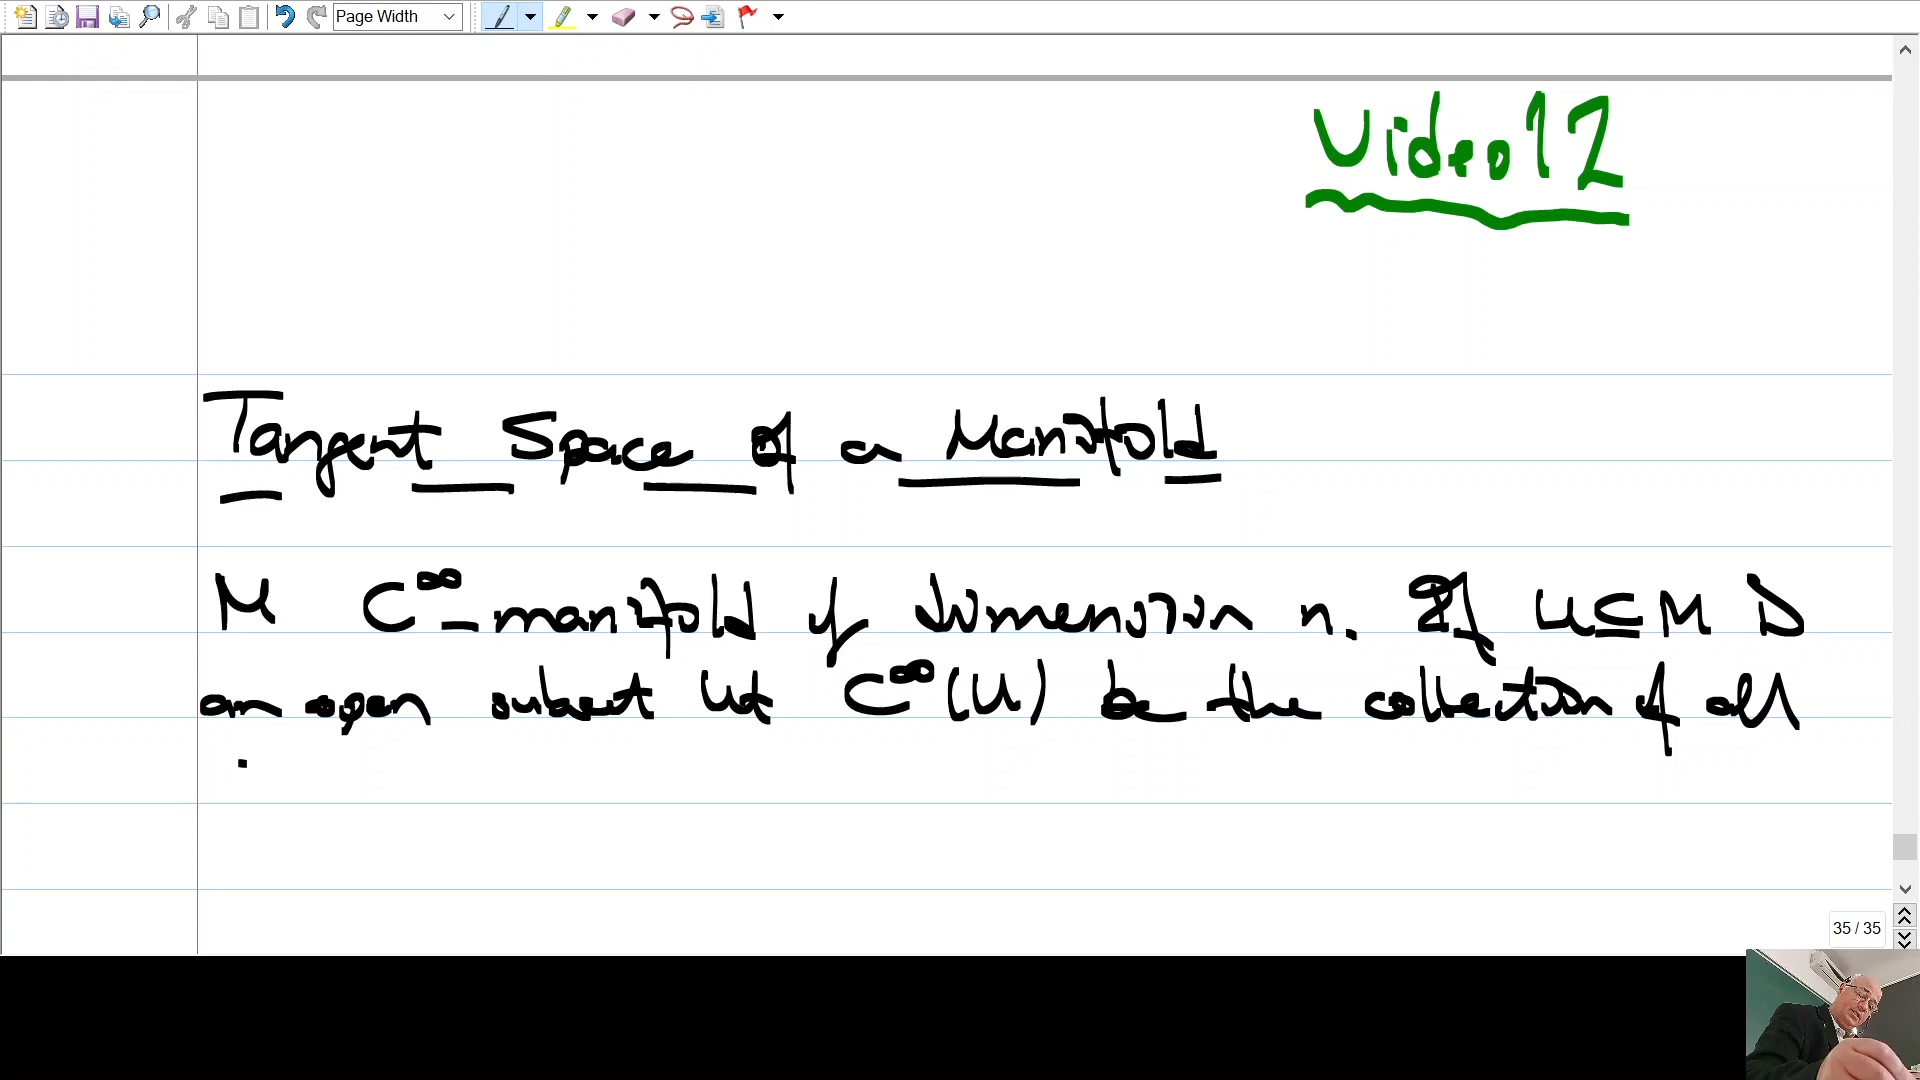 Page Width
Video 12
Tangent Space of a Manifold
M C^∞-manifold of dimension n. If U ⊆ M is
an open subset let C^∞(U) be the collection of all
35 / 35